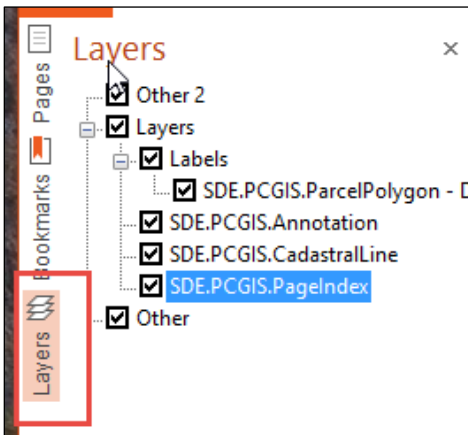 Layers
Pages
Bookmarks
Layers
Other 2
Layers
Labels
SDE.PCGIS.ParcelPolygon - D
SDE.PCGIS.Annotation
SDE.PCGIS.CadastralLine
SDE.PCGIS.PageIndex
Other